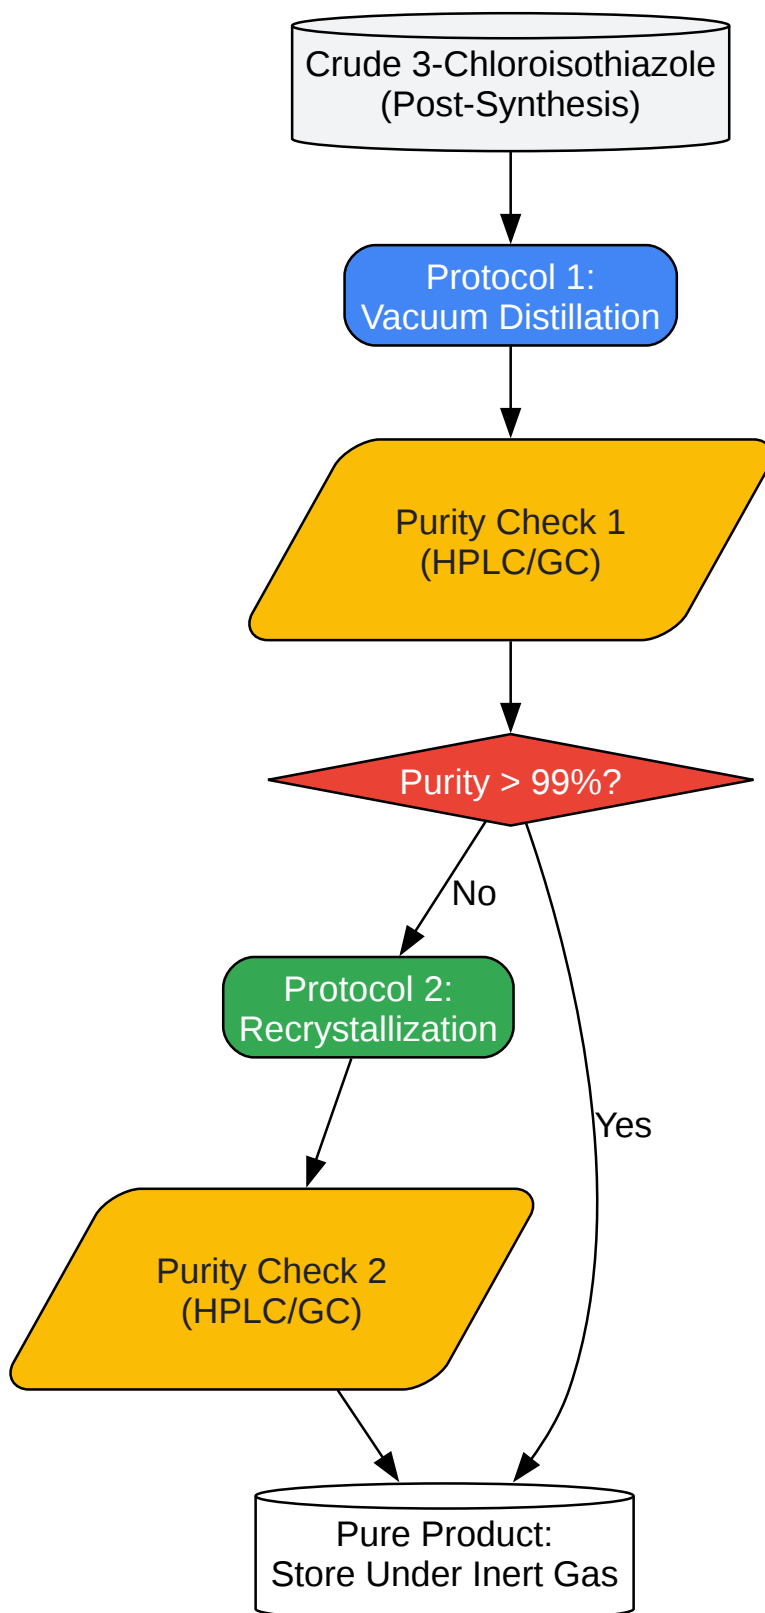 Crude 3-Chloroisothiazole
(Post-Synthesis)
Protocol 1:
Vacuum Distillation
Purity Check 1
(HPLC/GC)
Purity > 99%?
No
Protocol 2:
Recrystallization
Yes
Purity Check 2
(HPLC/GC)
Pure Product:
Store Under Inert Gas